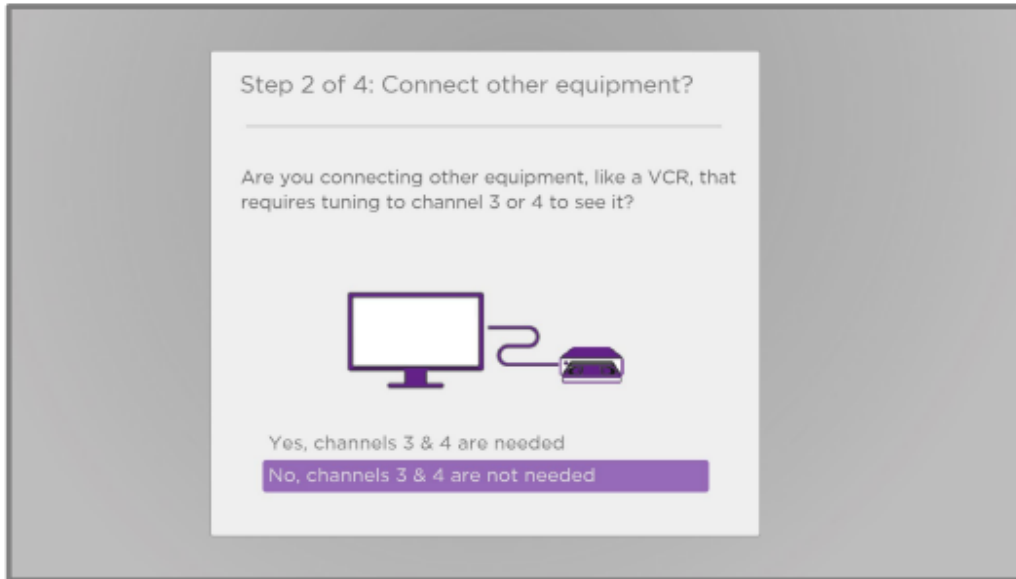 Step 2 of 4: Connect other equipment?
Are you connecting other equipment, like a VCR, that
requires tuning to channel 3 or 4 to see it?
Yes, channels 3 & 4 are needed
No, channels 3 & 4 are not needed